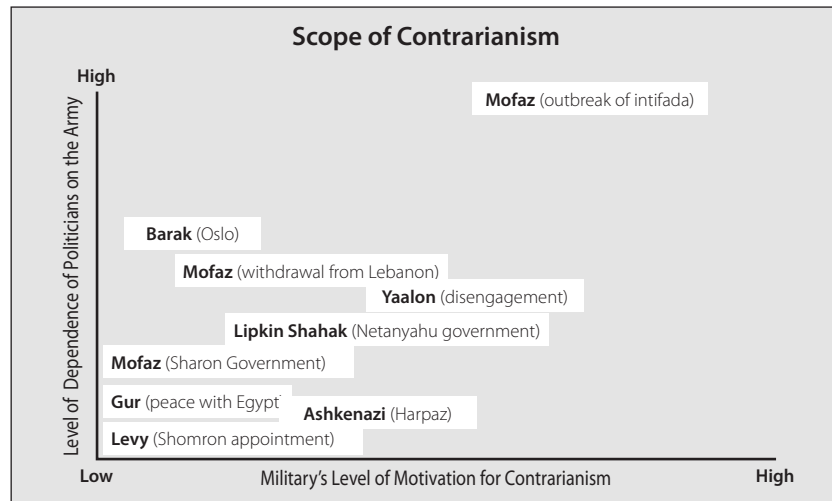 Scope of Contrarianism
High
Mofaz (outbreak of intifada)
Level of Dependence of Politicians on the Army
Barak (Oslo)
Mofaz (withdrawal from Lebanon)
Yaalon (disengagement)
Lipkin Shahak (Netanyahu government)
Mofaz (Sharon Government)
Gur (peace with Egypt)
Ashkenazi (Harpaz)
Levy (Shomron appointment)
Low
Military's Level of Motivation for Contrarianism
High